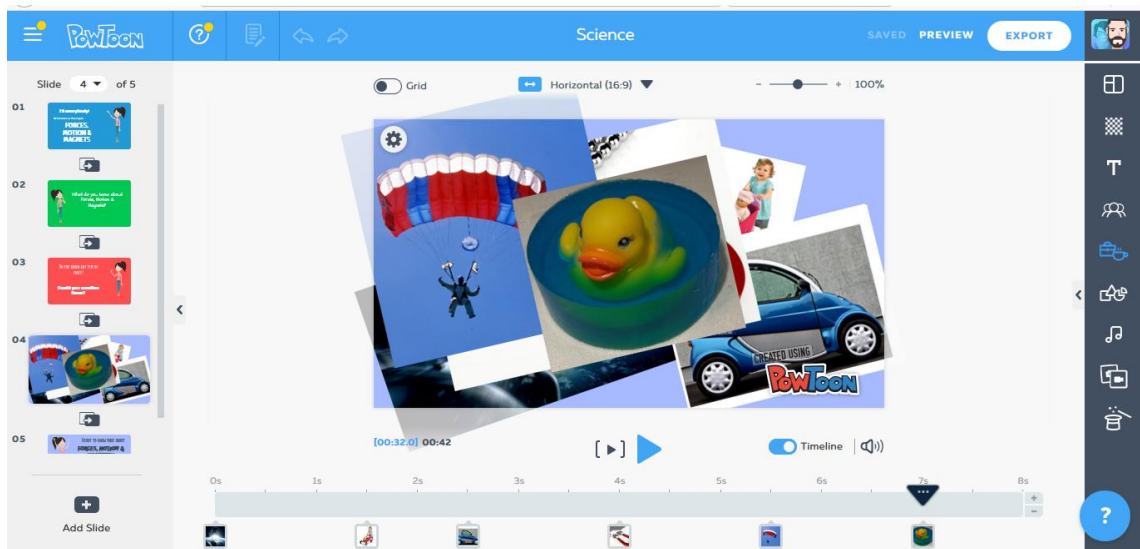 POWTOON
Science
SAVED PREVIEW EXPORT
Slide 4 of 5
Grid
Horizontal (16:9)
- + 100%
01
Hi everybody!
FORCES,
MOTION &
MAGNETS
02
What do you know about
Forces, Motion &
Magnets?
03
04
CREATED USING
POWTOON
05
FORCES, MOTION &
[00:32.0] 00:42
Timeline
0s 1s 2s 3s 4s 5s 6s 7s 8s
+
-
Add Slide
?